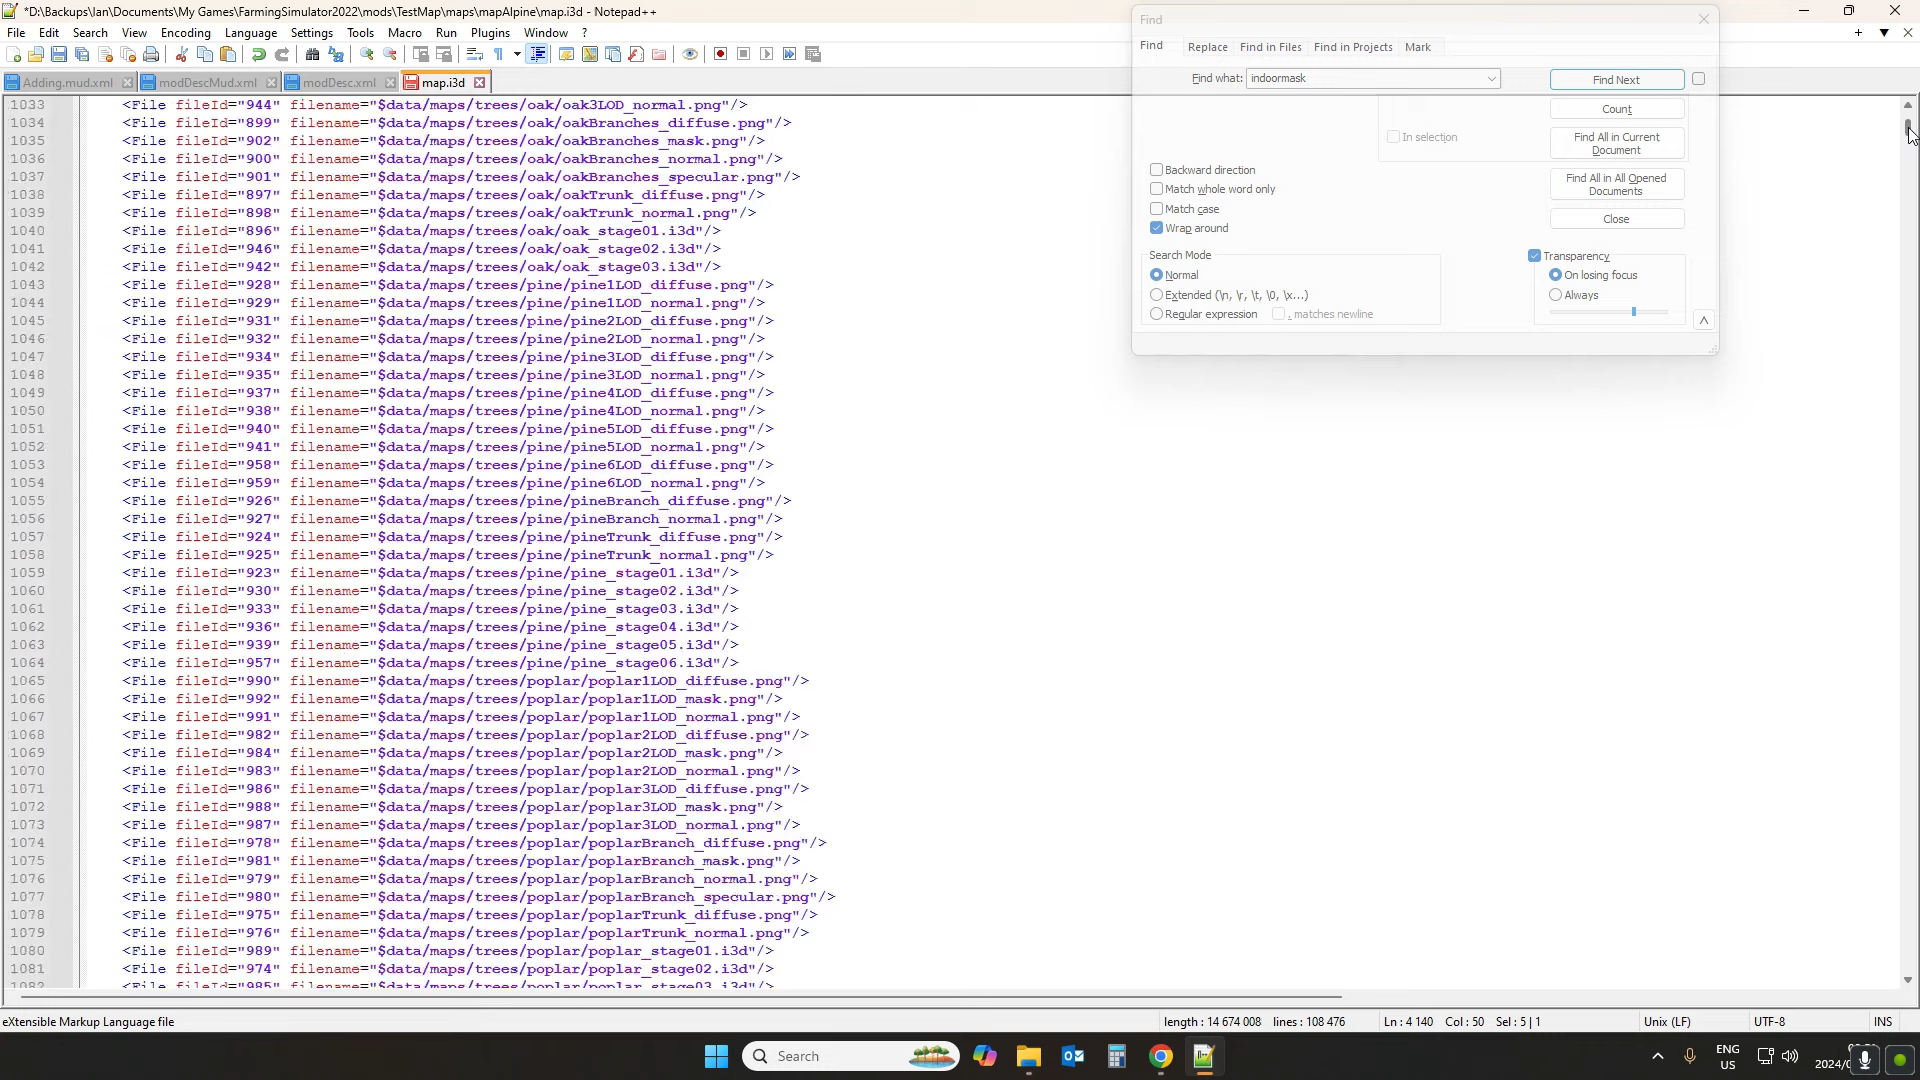 *D:\Backups\Ian\Documents\My Games\FarmingSimulator2022\mods\TestMap\maps\mapAlpine\map.i3d - Notepad++
File Edit Search View Encoding Language Settings Tools Macro Run Plugins Window ?
Adding.mud.xml modDescMud.xml modDesc.xml map.i3d
1033 <File fileId="944" filename="$data/maps/trees/oak/oak3LOD_normal.png"/>
1034 <File fileId="899" filename="$data/maps/trees/oak/oakBranches_diffuse.png"/>
1035 <File fileId="902" filename="$data/maps/trees/oak/oakBranches_mask.png"/>
1036 <File fileId="900" filename="$data/maps/trees/oak/oakBranches_normal.png"/>
1037 <File fileId="901" filename="$data/maps/trees/oak/oakBranches_specular.png"/>
1038 <File fileId="897" filename="$data/maps/trees/oak/oakTrunk_diffuse.png"/>
1039 <File fileId="898" filename="$data/maps/trees/oak/oakTrunk_normal.png"/>
1040 <File fileId="896" filename="$data/maps/trees/oak/oak_stage01.i3d"/>
1041 <File fileId="946" filename="$data/maps/trees/oak/oak_stage02.i3d"/>
1042 <File fileId="942" filename="$data/maps/trees/oak/oak_stage03.i3d"/>
1043 <File fileId="928" filename="$data/maps/trees/pine/pine1LOD_diffuse.png"/>
1044 <File fileId="929" filename="$data/maps/trees/pine/pine1LOD_normal.png"/>
1045 <File fileId="931" filename="$data/maps/trees/pine/pine2LOD_diffuse.png"/>
1046 <File fileId="932" filename="$data/maps/trees/pine/pine2LOD_normal.png"/>
1047 <File fileId="934" filename="$data/maps/trees/pine/pine3LOD_diffuse.png"/>
1048 <File fileId="935" filename="$data/maps/trees/pine/pine3LOD_normal.png"/>
1049 <File fileId="937" filename="$data/maps/trees/pine/pine4LOD_diffuse.png"/>
1050 <File fileId="938" filename="$data/maps/trees/pine/pine4LOD_normal.png"/>
1051 <File fileId="940" filename="$data/maps/trees/pine/pine5LOD_diffuse.png"/>
1052 <File fileId="941" filename="$data/maps/trees/pine/pine5LOD_normal.png"/>
1053 <File fileId="958" filename="$data/maps/trees/pine/pine6LOD_diffuse.png"/>
1054 <File fileId="959" filename="$data/maps/trees/pine/pine6LOD_normal.png"/>
1055 <File fileId="926" filename="$data/maps/trees/pine/pineBranch_diffuse.png"/>
1056 <File fileId="927" filename="$data/maps/trees/pine/pineBranch_normal.png"/>
1057 <File fileId="924" filename="$data/maps/trees/pine/pineTrunk_diffuse.png"/>
1058 <File fileId="925" filename="$data/maps/trees/pine/pineTrunk_normal.png"/>
1059 <File fileId="923" filename="$data/maps/trees/pine/pine_stage01.i3d"/>
1060 <File fileId="930" filename="$data/maps/trees/pine/pine_stage02.i3d"/>
1061 <File fileId="933" filename="$data/maps/trees/pine/pine_stage03.i3d"/>
1062 <File fileId="936" filename="$data/maps/trees/pine/pine_stage04.i3d"/>
1063 <File fileId="939" filename="$data/maps/trees/pine/pine_stage05.i3d"/>
1064 <File fileId="957" filename="$data/maps/trees/pine/pine_stage06.i3d"/>
1065 <File fileId="990" filename="$data/maps/trees/poplar/poplar1LOD_diffuse.png"/>
1066 <File fileId="992" filename="$data/maps/trees/poplar/poplar1LOD_mask.png"/>
1067 <File fileId="991" filename="$data/maps/trees/poplar/poplar1LOD_normal.png"/>
1068 <File fileId="982" filename="$data/maps/trees/poplar/poplar2LOD_diffuse.png"/>
1069 <File fileId="984" filename="$data/maps/trees/poplar/poplar2LOD_mask.png"/>
1070 <File fileId="983" filename="$data/maps/trees/poplar/poplar2LOD_normal.png"/>
1071 <File fileId="986" filename="$data/maps/trees/poplar/poplar3LOD_diffuse.png"/>
1072 <File fileId="988" filename="$data/maps/trees/poplar/poplar3LOD_mask.png"/>
1073 <File fileId="987" filename="$data/maps/trees/poplar/poplar3LOD_normal.png"/>
1074 <File fileId="978" filename="$data/maps/trees/poplar/poplarBranch_diffuse.png"/>
1075 <File fileId="981" filename="$data/maps/trees/poplar/poplarBranch_mask.png"/>
1076 <File fileId="979" filename="$data/maps/trees/poplar/poplarBranch_normal.png"/>
1077 <File fileId="980" filename="$data/maps/trees/poplar/poplarBranch_specular.png"/>
1078 <File fileId="975" filename="$data/maps/trees/poplar/poplarTrunk_diffuse.png"/>
1079 <File fileId="976" filename="$data/maps/trees/poplar/poplarTrunk_normal.png"/>
1080 <File fileId="989" filename="$data/maps/trees/poplar/poplar_stage01.i3d"/>
1081 <File fileId="974" filename="$data/maps/trees/poplar/poplar_stage02.i3d"/>
1082 <File fileId="985" filename="$data/maps/trees/poplar/poplar_stage03.i3d"/>
Find
Find Replace Find in Files Find in Projects Mark
Find what: indoormask Find Next
Count
In selection
Find All in Current Document
Backward direction
Match whole word only
Find All in All Opened Documents
Match case
Close
Wrap around
Search Mode
Transparency
Normal
On losing focus
Extended (\n, \r, \t, \0, \x...)
Always
Regular expression . matches newline
eXtensible Markup Language file length : 14 674 008 lines : 108 476 Ln : 4 140 Col : 50 Sel : 5 | 1 Unix (LF) UTF-8 INS
Search
ENG
US
2024/